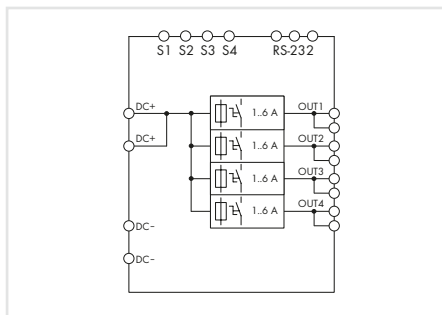 S1 S2 S3 S4 RS-232
DC+ 1..6 A OUT1
DC+ 1..6 A OUT2
1..6 A OUT3
1..6 A OUT4
DC−
DC−